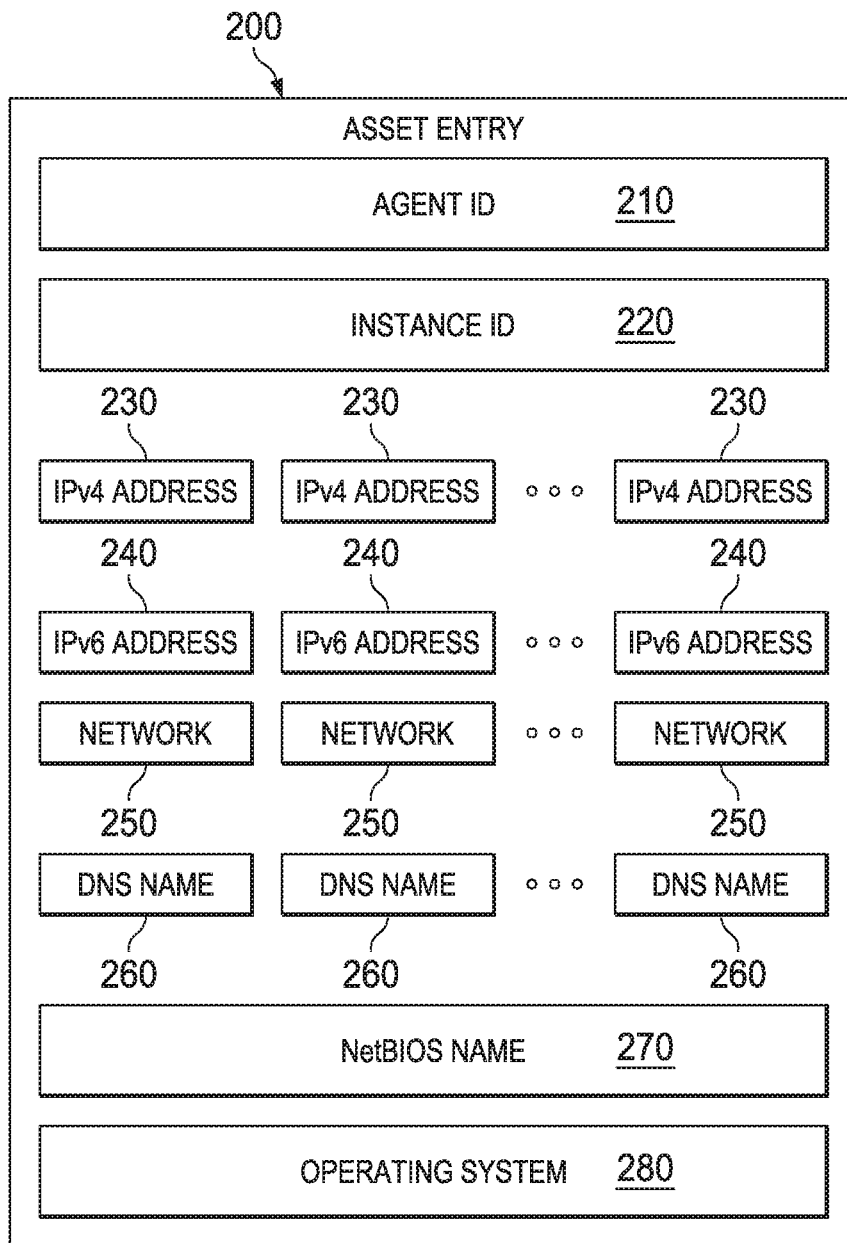 200
ASSET ENTRY
AGENT ID 210
INSTANCE ID 220
230 230 230
IPv4 ADDRESS IPv4 ADDRESS IPv4 ADDRESS
240 240 240
IPv6 ADDRESS IPv6 ADDRESS IPv6 ADDRESS
NETWORK NETWORK NETWORK
250 250 250
DNS NAME DNS NAME DNS NAME
260 260 260
NetBIOS NAME 270
OPERATING SYSTEM 280